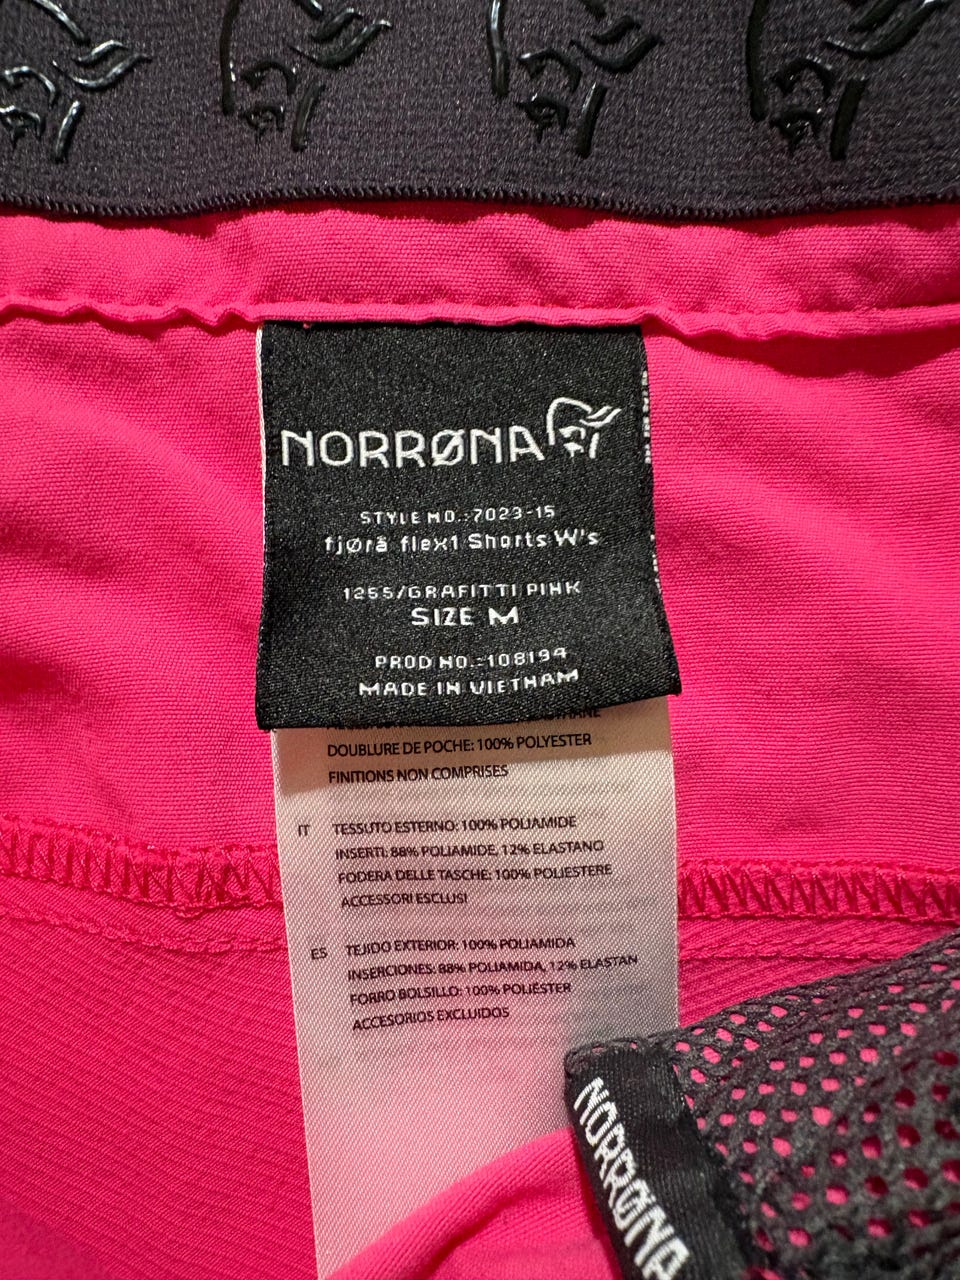 NORRØNA
STYLE NO.:7023-15
fjørå flex1 Shorts W's
1255/GRAFITTI PINK
SIZE M
PROD NO.:108194
MADE IN VIETNAM
DOUBLURE DE POCHE: 100% POLYESTER
FINITIONS NON COMPRISES
IT TESSUTO ESTERNO: 100% POLIAMIDE
INSERTI: 88% POLIAMIDE, 12% ELASTANO
FODERA DELLE TASCHE: 100% POLIESTERE
ACCESSORI ESCLUSI
ES TEJIDO EXTERIOR: 100% POLIAMIDA
INSERCIONES: 88% POLIAMIDA, 12% ELASTAN
FORRO BOLSILLO: 100% POLIÉSTER
ACCESORIOS EXCLUIDOS
NORRØNA